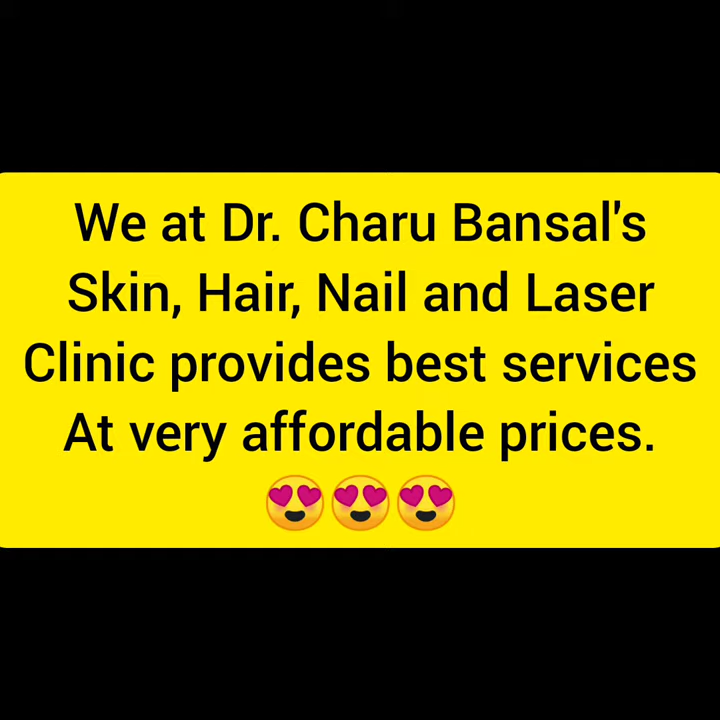 We at Dr. Charu Bansal's
Skin, Hair, Nail and Laser
Clinic provides best services
At very affordable prices.
😍😍😍